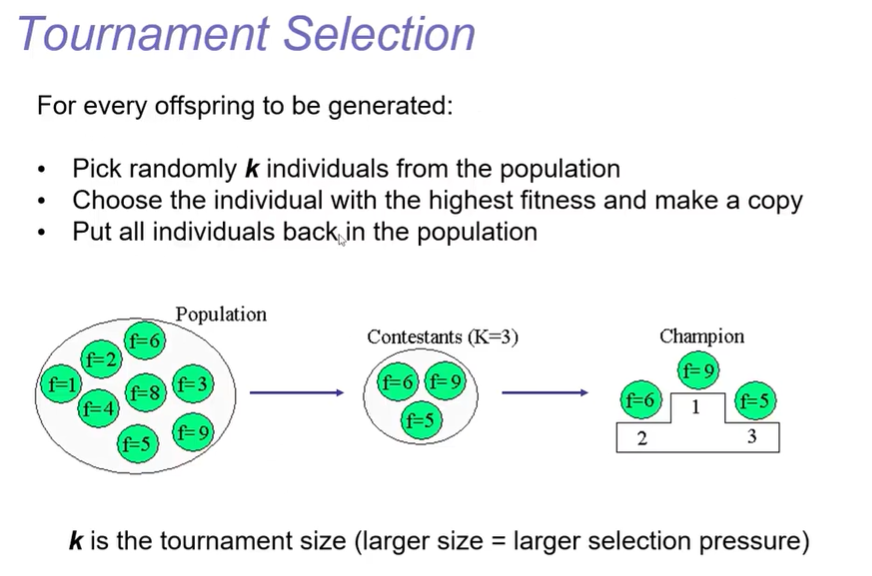 Tournament Selection
For every offspring to be generated:
• Pick randomly k individuals from the population
• Choose the individual with the highest fitness and make a copy
• Put all individuals back in the population
Population
f=6
f=2
f=1
f=8
f=3
f=4
f=5
f=9
Contestants (K=3)
f=6
f=9
f=5
Champion
f=9
f=6
f=5
1
2
3
k is the tournament size (larger size = larger selection pressure)